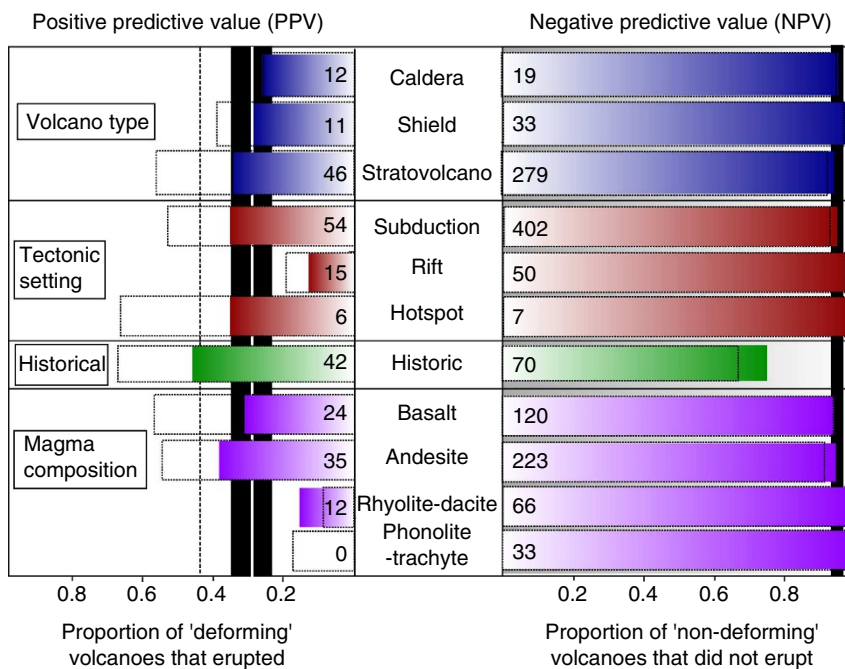 Positive predictive value (PPV)
Negative predictive value (NPV)
Volcano type
12
Caldera
19
11
Shield
33
46
Stratovolcano
279
Tectonic
setting
54
Subduction
402
15
Rift
50
6
Hotspot
7
Historical
42
Historic
70
Magma
composition
24
Basalt
120
35
Andesite
223
12
Rhyolite-dacite
66
0
Phonolite
-trachyte
33
0.8 0.6 0.4 0.2
0.2 0.4 0.6 0.8
Proportion of 'deforming'
volcanoes that erupted
Proportion of 'non-deforming'
volcanoes that did not erupt